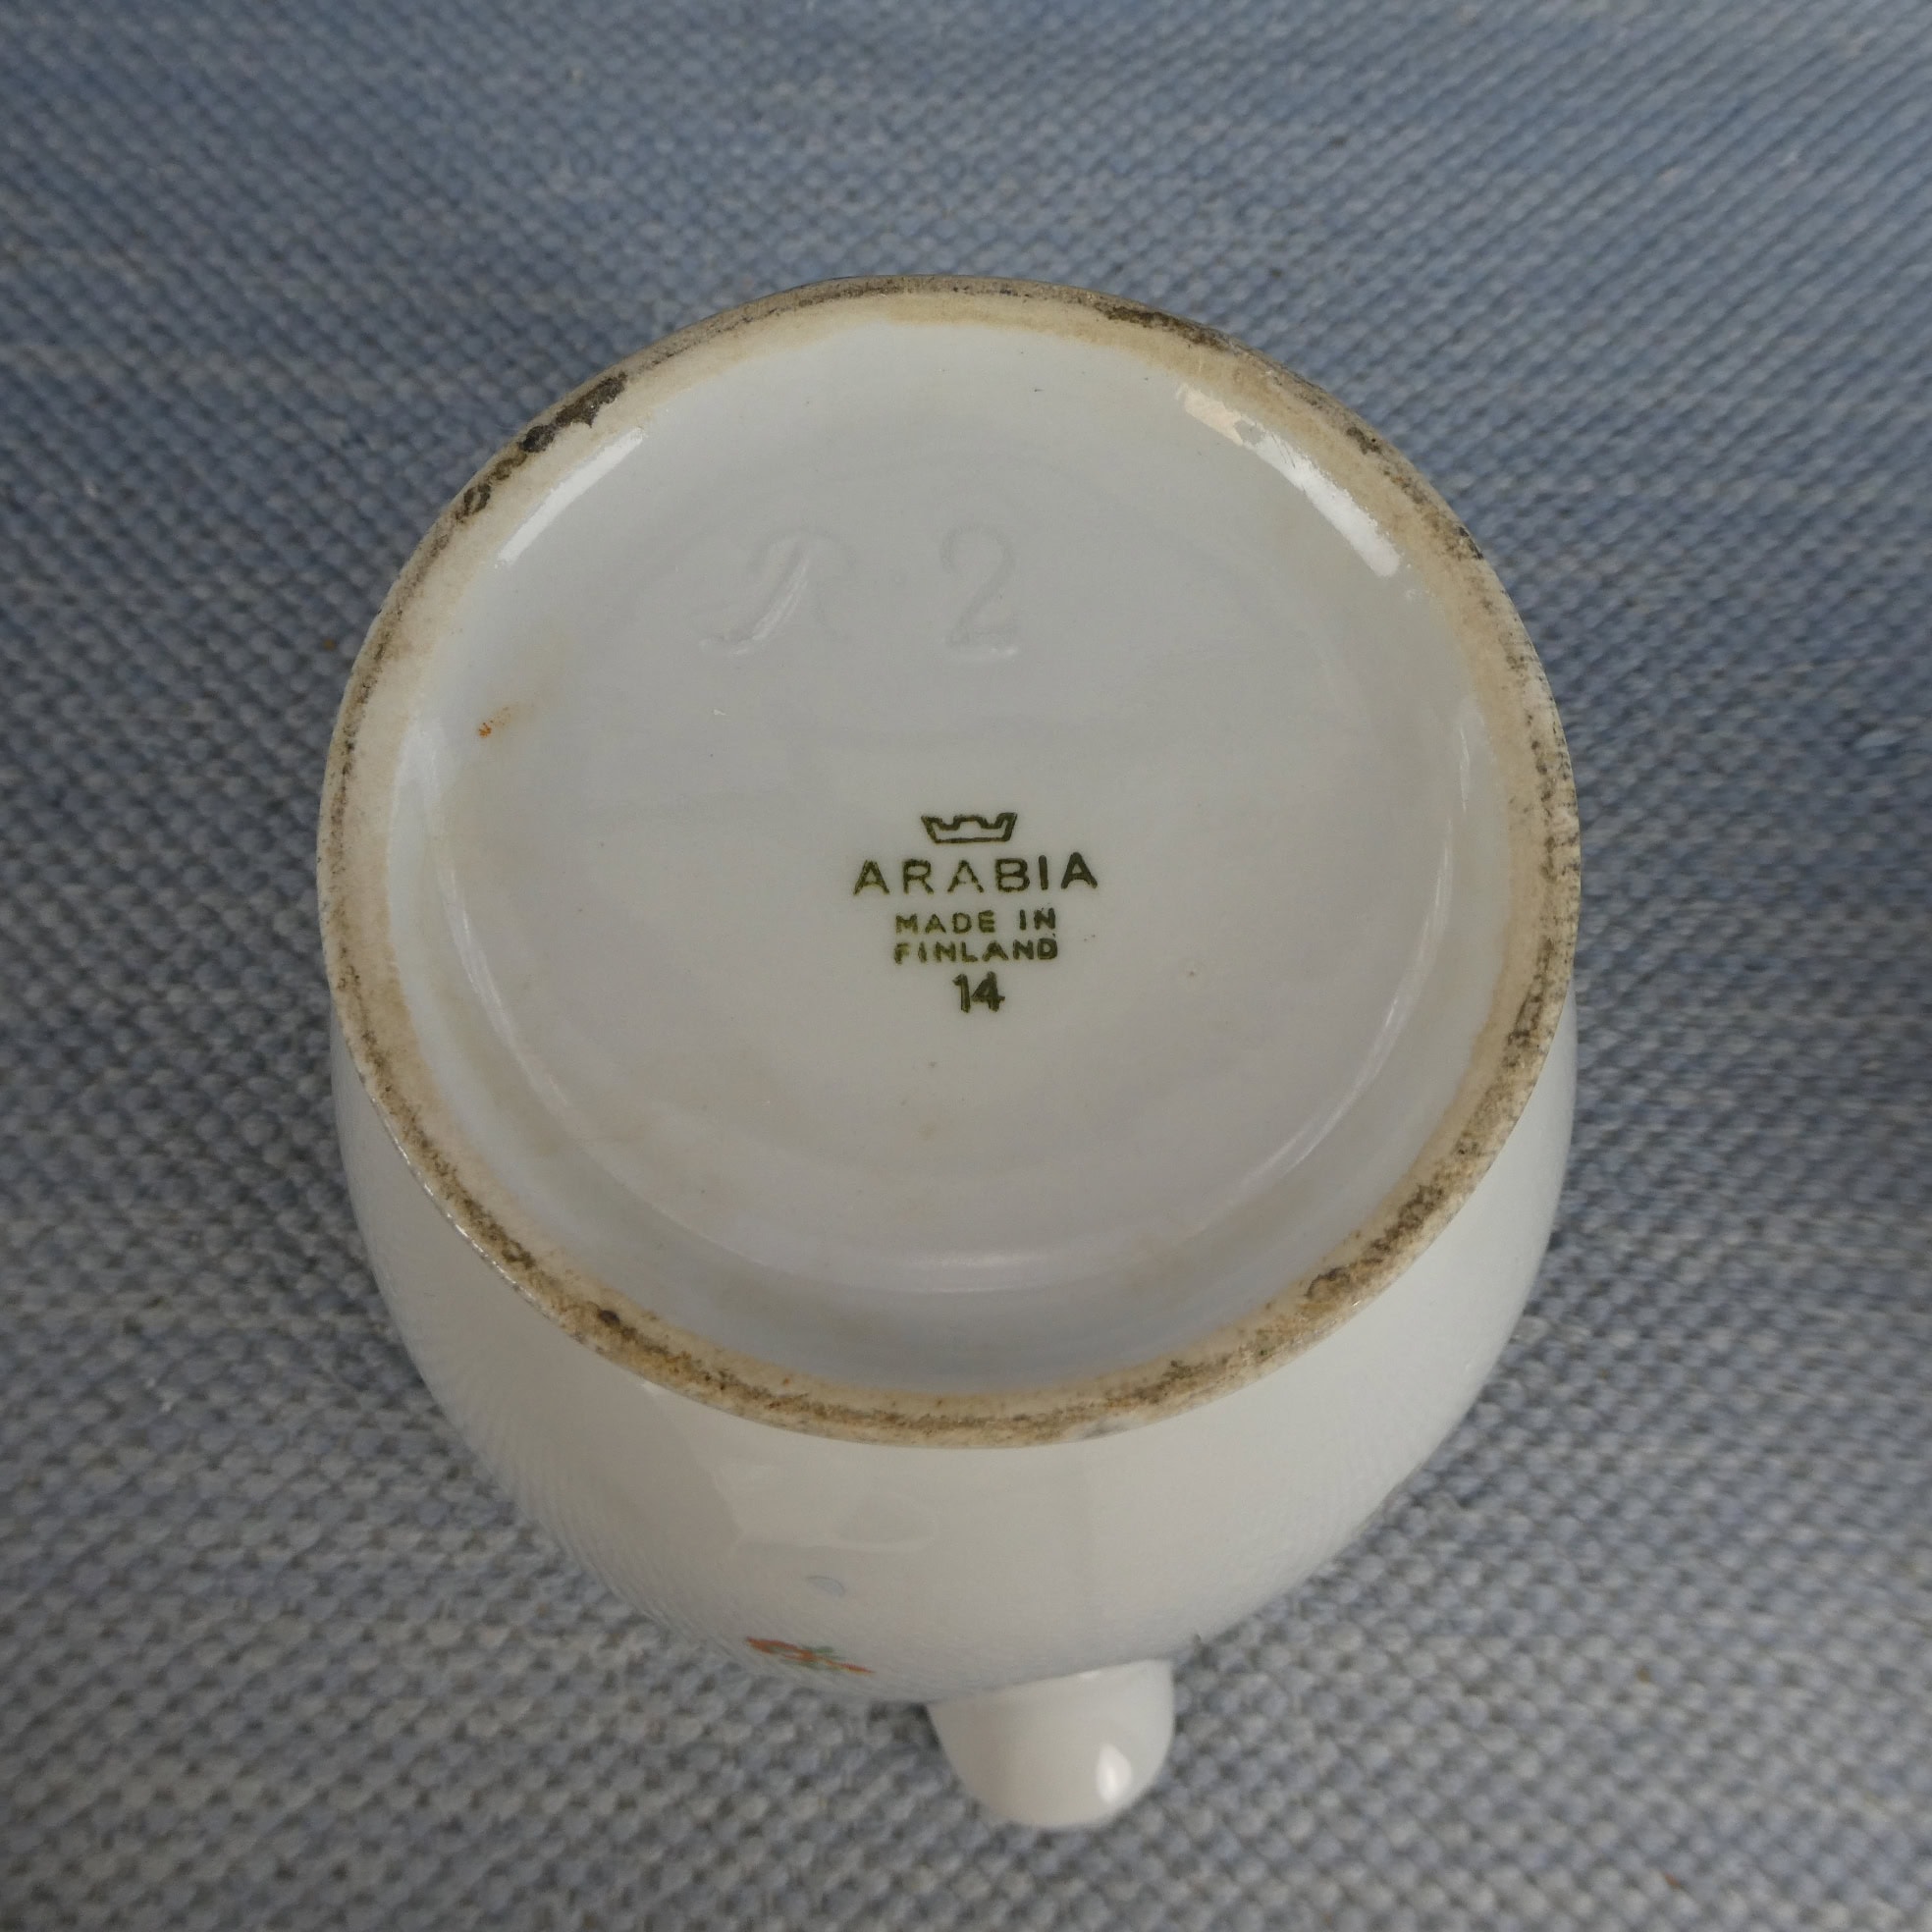 R·2
ARABIA
MADE IN
FINLAND
14